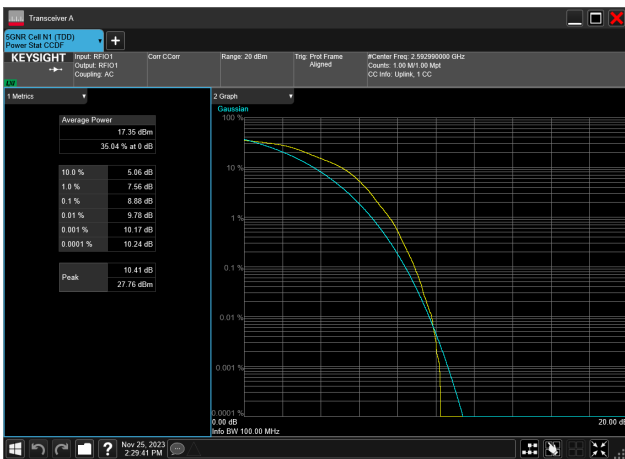 Transceiver A
5GNR Cell N1 (TDD)
Power Stat CCDF
KEYSIGHT
LV
Input: RFIO1
Output: RFIO1
Coupling: AC
Corr CCorr
Range: 20 dBm
Trig: Prot Frame
Aligned
#Center Freq: 2.592990000 GHz
Counts: 1.00 M/1.00 Mpt
CC Info: Uplink, 1 CC
1 Metrics
Average Power
17.35 dBm
35.04 % at 0 dB
10.0 % 5.06 dB
1.0 % 7.56 dB
0.1 % 8.88 dB
0.01 % 9.78 dB
0.001 % 10.17 dB
0.0001 % 10.24 dB
Peak
10.41 dB
27.76 dBm
2 Graph
Gaussian
100 %
10 %
1 %
0.1 %
0.01 %
0.001 %
0.0001 %
0.00 dB
20.00 dB
Info BW 100.00 MHz
Nov 25, 2023
2:29:41 PM